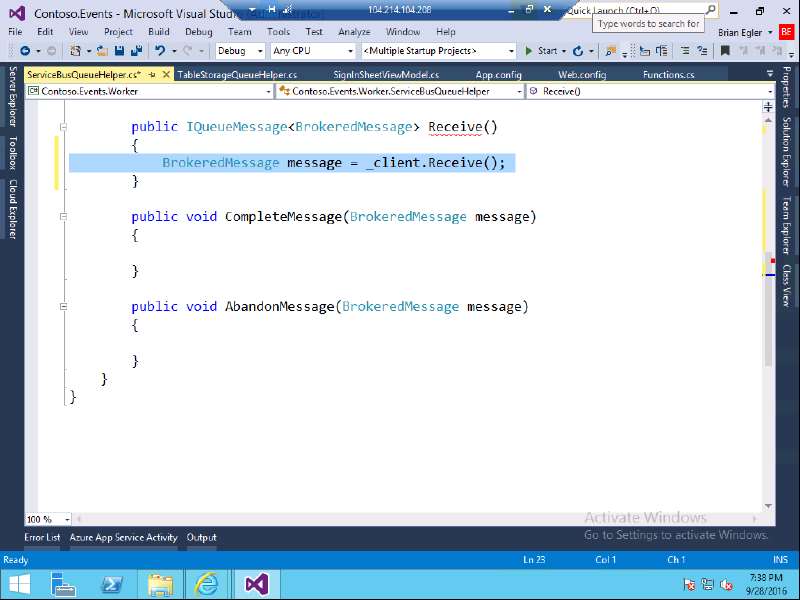 Contoso.Events - Microsoft Visual Stud
104.214.104.208
Quick Launch (Ctrl+Q)
Type words to search for
File Edit View Project Build Debug Team Tools Test Analyze Window Help
Brian Egler
BE
Debug Any CPU <Multiple Startup Projects> Start
Server Explorer
Toolbox
Cloud Explorer
ServiceBusQueueHelper.cs* TableStorageQueueHelper.cs SignInSheetViewModel.cs App.config Web.config Functions.cs
Contoso.Events.Worker Contoso.Events.Worker.ServiceBusQueueHelper Receive()
public IQueueMessage<BrokeredMessage> Receive()
{
BrokeredMessage message = _client.Receive();
}
public void CompleteMessage(BrokeredMessage message)
{
}
public void AbandonMessage(BrokeredMessage message)
{
}
}
}
Properties
Solution Explorer
Team Explorer
Class View
100 %
Activate Windows
Go to Settings to activate Windows.
Error List Azure App Service Activity Output
Ready Ln 23 Col 1 Ch 1 INS
7:38 PM
9/28/2016